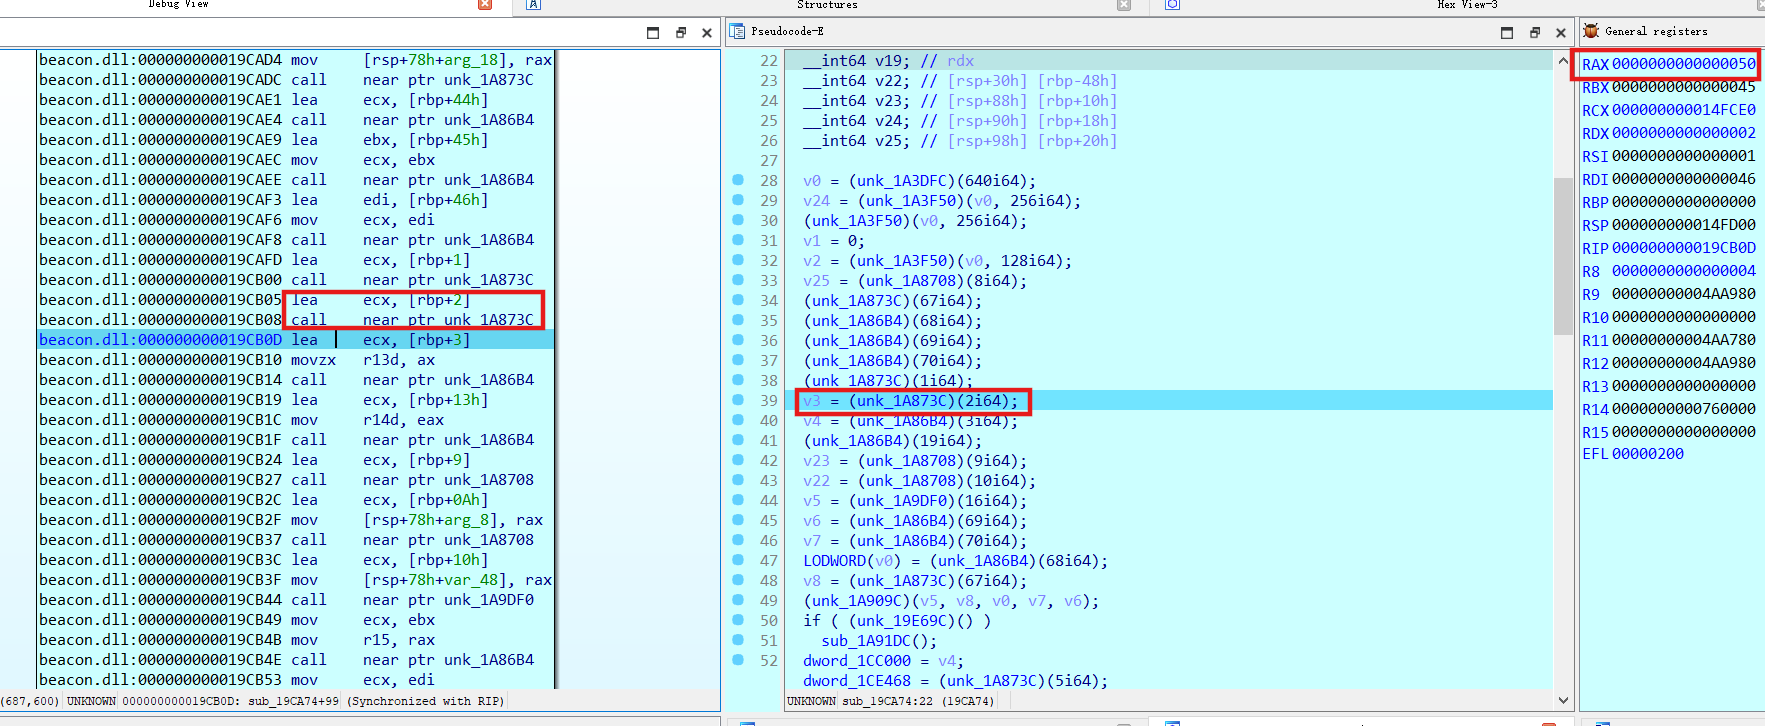 Debug View
Structures
Hex View-3
Pseudocode-E
General registers
beacon.dll:000000000019CAD4 mov [rsp+78h+arg_18], rax
beacon.dll:000000000019CADC call near ptr unk_1A873C
beacon.dll:000000000019CAE1 lea ecx, [rbp+44h]
beacon.dll:000000000019CAE4 call near ptr unk_1A86B4
beacon.dll:000000000019CAE9 lea ebx, [rbp+45h]
beacon.dll:000000000019CAEC mov ecx, ebx
beacon.dll:000000000019CAEE call near ptr unk_1A86B4
beacon.dll:000000000019CAF3 lea edi, [rbp+46h]
beacon.dll:000000000019CAF6 mov ecx, edi
beacon.dll:000000000019CAF8 call near ptr unk_1A86B4
beacon.dll:000000000019CAFD lea ecx, [rbp+1]
beacon.dll:000000000019CB00 call near ptr unk_1A873C
beacon.dll:000000000019CB05 lea ecx, [rbp+2]
beacon.dll:000000000019CB08 call near ptr unk_1A873C
beacon.dll:000000000019CB0D lea ecx, [rbp+3]
beacon.dll:000000000019CB10 movzx r13d, ax
beacon.dll:000000000019CB14 call near ptr unk_1A86B4
beacon.dll:000000000019CB19 lea ecx, [rbp+13h]
beacon.dll:000000000019CB1C mov r14d, eax
beacon.dll:000000000019CB1F call near ptr unk_1A86B4
beacon.dll:000000000019CB24 lea ecx, [rbp+9]
beacon.dll:000000000019CB27 call near ptr unk_1A8708
beacon.dll:000000000019CB2C lea ecx, [rbp+0Ah]
beacon.dll:000000000019CB2F mov [rsp+78h+arg_8], rax
beacon.dll:000000000019CB37 call near ptr unk_1A8708
beacon.dll:000000000019CB3C lea ecx, [rbp+10h]
beacon.dll:000000000019CB3F mov [rsp+78h+var_48], rax
beacon.dll:000000000019CB44 call near ptr unk_1A9DF0
beacon.dll:000000000019CB49 mov ecx, ebx
beacon.dll:000000000019CB4B mov r15, rax
beacon.dll:000000000019CB4E call near ptr unk_1A86B4
beacon.dll:000000000019CB53 mov ecx, edi
(687,600) UNKNOWN 000000000019CB0D: sub_19CA74+99 (Synchronized with RIP)
22 __int64 v19; // rdx
23 __int64 v22; // [rsp+30h] [rbp-48h]
24 __int64 v23; // [rsp+88h] [rbp+10h]
25 __int64 v24; // [rsp+90h] [rbp+18h]
26 __int64 v25; // [rsp+98h] [rbp+20h]
27
28 v0 = (unk_1A3DFC)(640i64);
29 v24 = (unk_1A3F50)(v0, 256i64);
30 (unk_1A3F50)(v0, 256i64);
31 v1 = 0;
32 v2 = (unk_1A3F50)(v0, 128i64);
33 v25 = (unk_1A8708)(8i64);
34 (unk_1A873C)(67i64);
35 (unk_1A86B4)(68i64);
36 (unk_1A86B4)(69i64);
37 (unk_1A86B4)(70i64);
38 (unk_1A873C)(1i64);
39 v3 = (unk_1A873C)(2i64);
40 v4 = (unk_1A86B4)(3i64);
41 (unk_1A86B4)(19i64);
42 v23 = (unk_1A8708)(9i64);
43 v22 = (unk_1A8708)(10i64);
44 v5 = (unk_1A9DF0)(16i64);
45 v6 = (unk_1A86B4)(69i64);
46 v7 = (unk_1A86B4)(70i64);
47 LODWORD(v0) = (unk_1A86B4)(68i64);
48 v8 = (unk_1A873C)(67i64);
49 (unk_1A909C)(v5, v8, v0, v7, v6);
50 if ( (unk_19E69C)() )
51 sub_1A91DC();
52 dword_1CC000 = v4;
dword_1CE468 = (unk_1A873C)(5i64);
UNKNOWN sub_19CA74:22 (19CA74)
RAX 0000000000000050
RBX 0000000000000045
RCX 000000000014FCE0
RDX 0000000000000002
RSI 0000000000000001
RDI 0000000000000046
RBP 0000000000000000
RSP 000000000014FD00
RIP 000000000019CB0D
R8 0000000000000004
R9 00000000004AA980
R10 0000000000000000
R11 00000000004AA780
R12 00000000004AA980
R13 0000000000000000
R14 0000000000760000
R15 0000000000000000
EFL 00000200